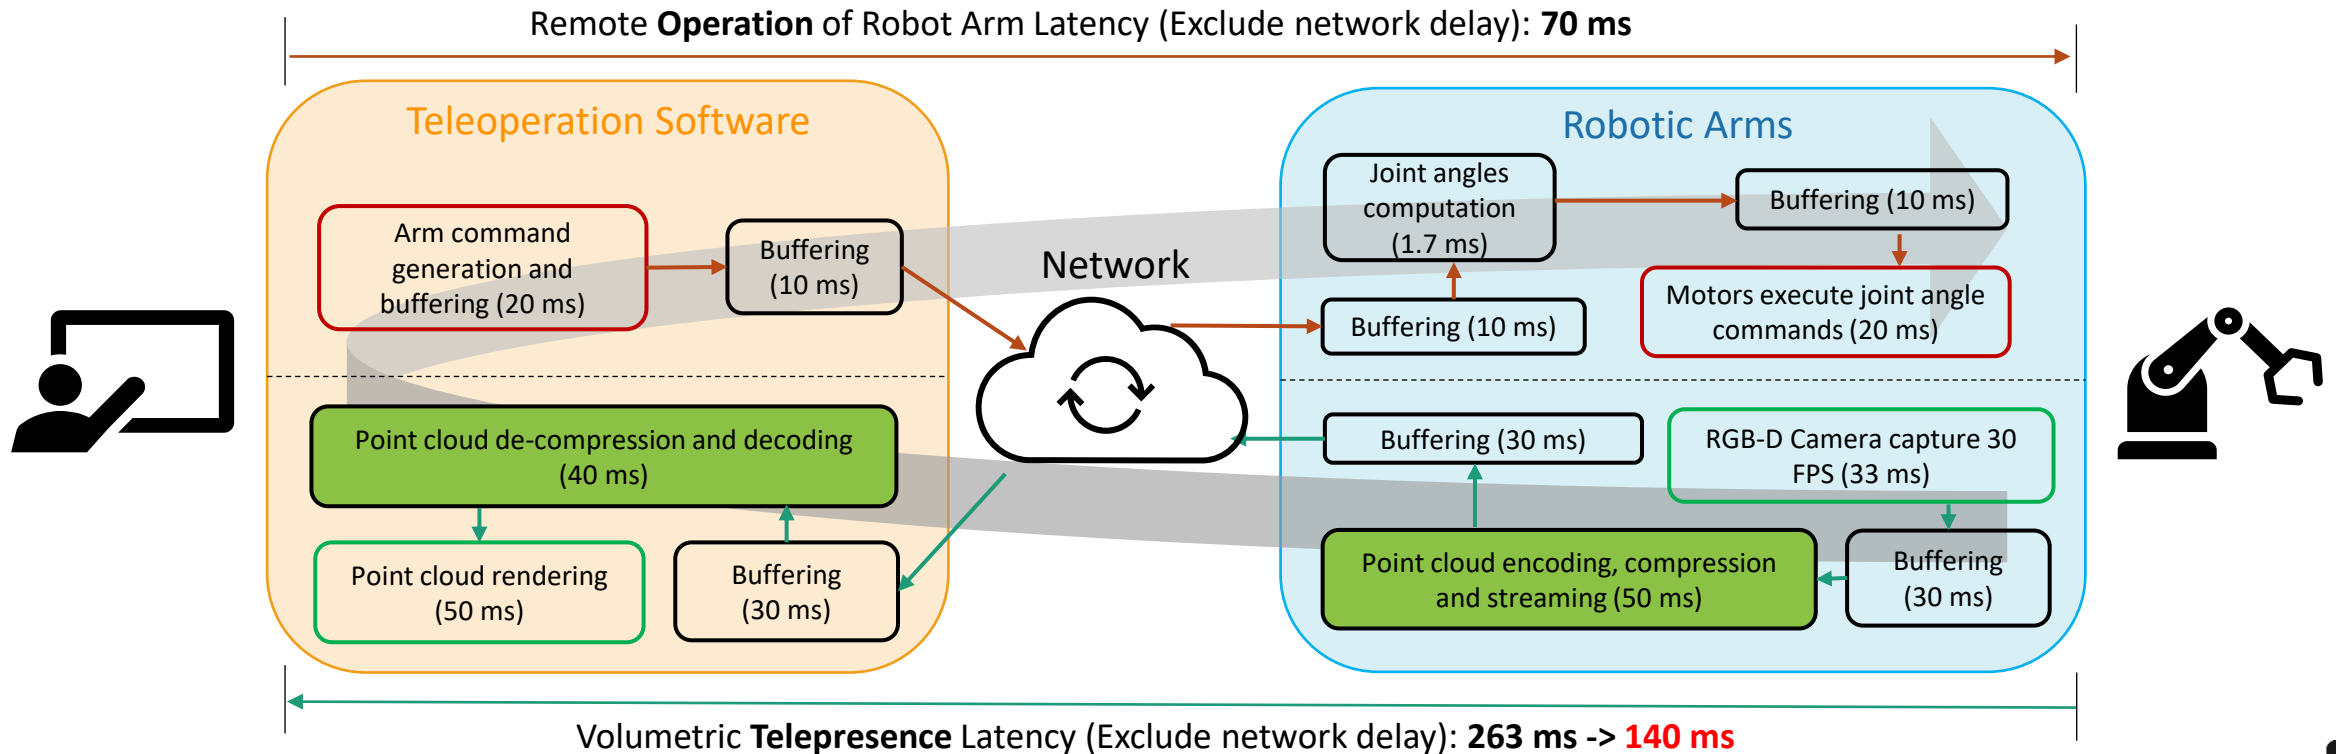 Remote Operation of Robot Arm Latency (Exclude network delay): 70 ms
Teleoperation Software
Arm command
generation and
buffering (20 ms)
Buffering
(10 ms)
Network
Robotic Arms
Joint angles
computation
(1.7 ms)
Buffering (10 ms)
Buffering (10 ms)
Motors execute joint angle
commands (20 ms)
Point cloud de-compression and decoding
(40 ms)
Point cloud rendering
(50 ms)
Buffering
(30 ms)
Buffering (30 ms)
RGB-D Camera capture 30
FPS (33 ms)
Point cloud encoding, compression
and streaming (50 ms)
Buffering
(30 ms)
Volumetric Telepresence Latency (Exclude network delay): 263 ms -> 140 ms